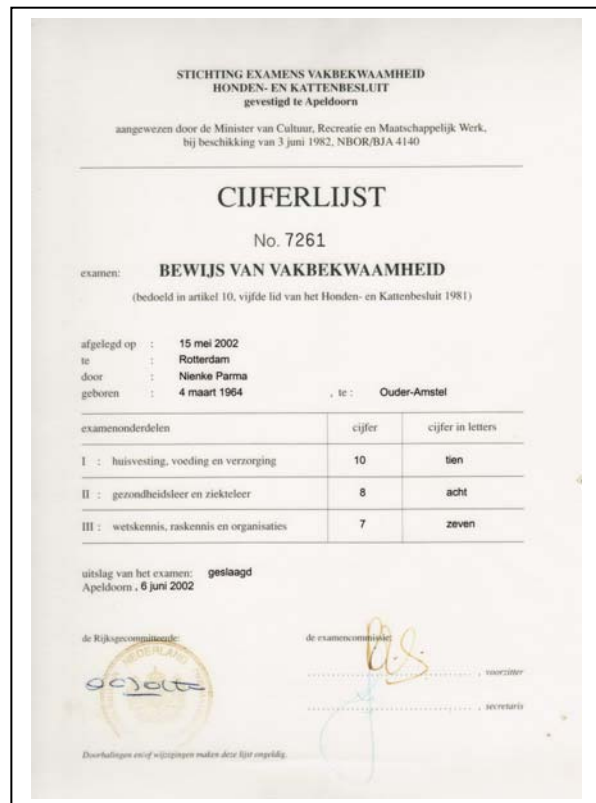 STICHTING EXAMENS VAKBEKWAAMHEID
HONDEN- EN KATTENBESLUIT
gevestigd te Apeldoorn
aangewezen door de Minister van Cultuur, Recreatie en Maatschappelijk Werk,
bij beschikking van 3 juni 1982, NBOR/BJA 4140
CIJFERLIJST
No. 7261
examen: BEWIJS VAN VAKBEKWAAMHEID
(bedoeld in artikel 10, vijfde lid van het Honden- en Kattenbesluit 1981)
afgelegd op : 15 mei 2002
te : Rotterdam
door : Nienke Parma
geboren : 4 maart 1964 , te : Ouder-Amstel
examenonderdelen cijfer cijfer in letters
I : huisvesting, voeding en verzorging 10 tien
II : gezondheidsleer en ziekteleer 8 acht
III : wetskennis, raskennis en organisaties 7 zeven
uitslag van het examen: geslaagd
Apeldoorn , 6 juni 2002
de Rijksgecommitteerde: de examencommissie:
NEDERLAND
, voorzitter
, secretaris
Doorhalingen en/of wijzigingen maken deze lijst ongeldig.